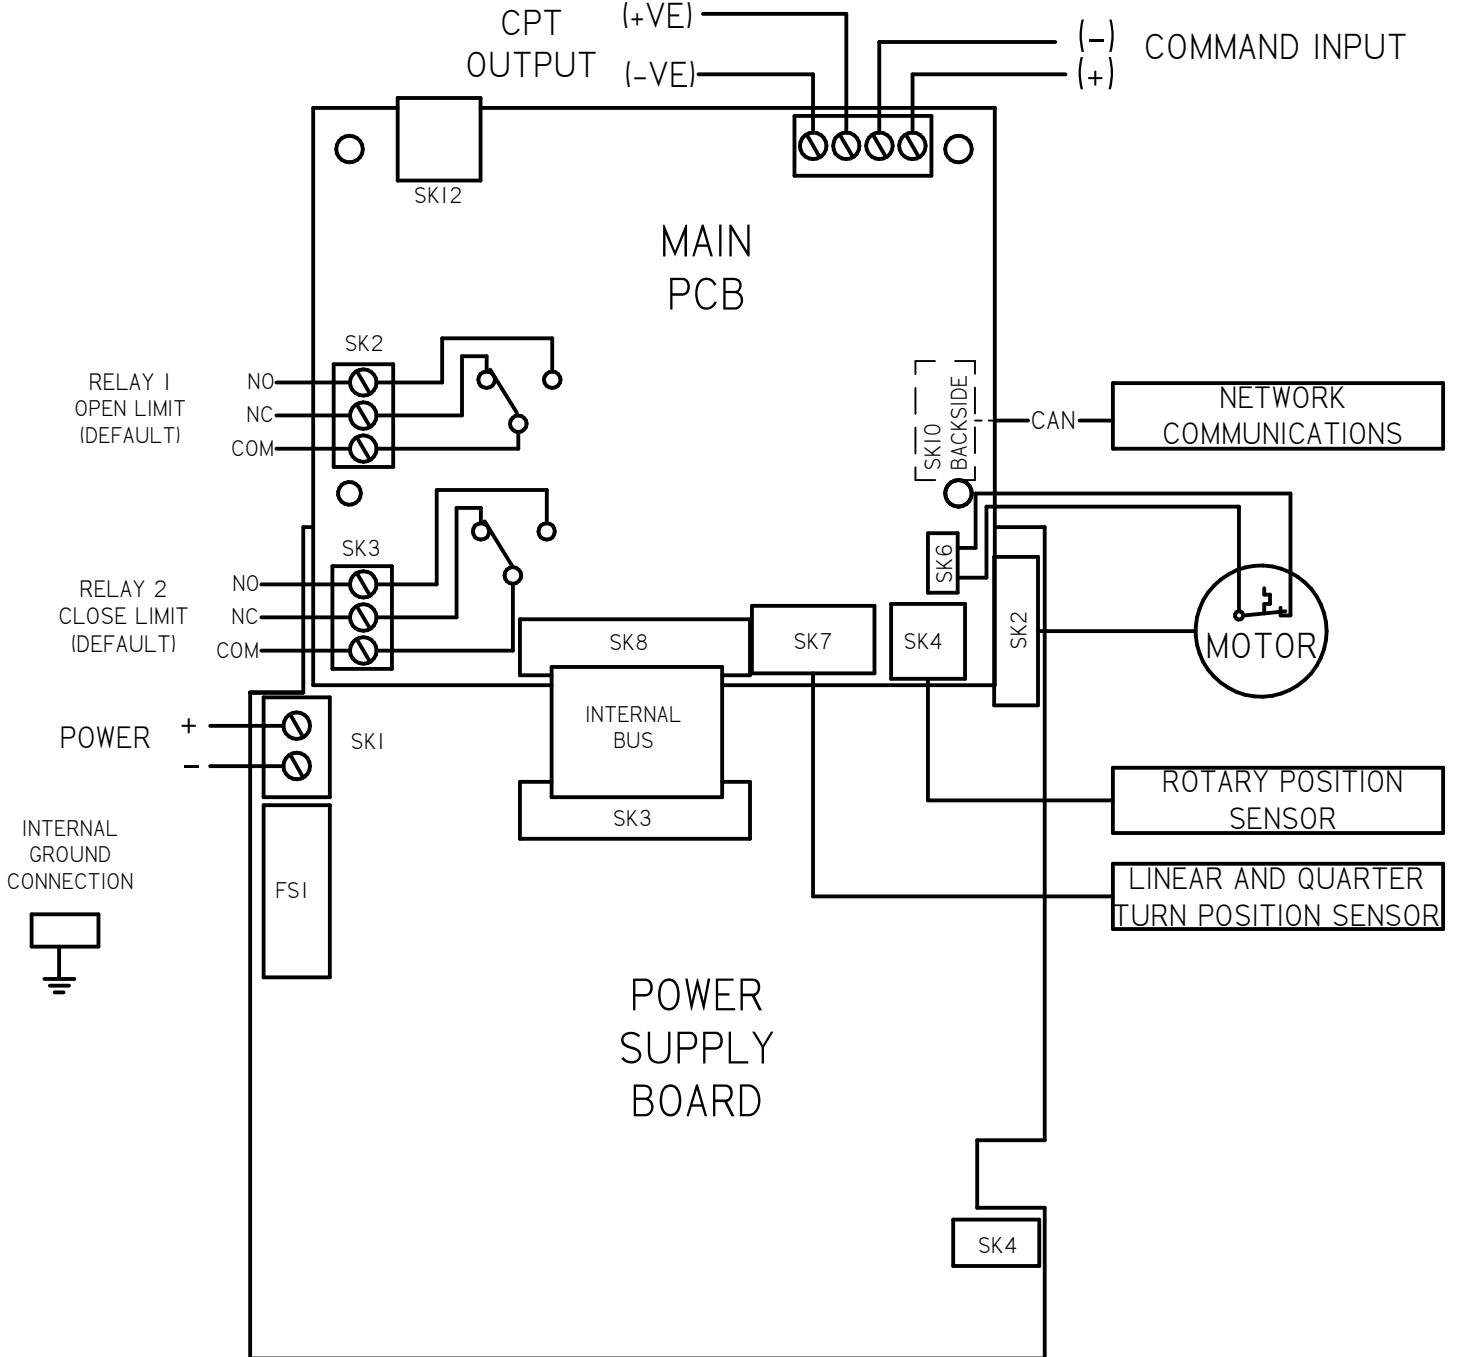 CPT
OUTPUT
(+VE)
(-VE)
(-)
(+)
COMMAND INPUT
SK12
MAIN
PCB
SK2
RELAY 1
OPEN LIMIT
(DEFAULT)
NO
NC
COM
SK10
BACKSIDE
CAN
NETWORK
COMMUNICATIONS
SK3
RELAY 2
CLOSE LIMIT
(DEFAULT)
NO
NC
COM
SK6
SK8
SK7
SK4
SK2
MOTOR
POWER
+
-
SK1
INTERNAL
BUS
SK3
ROTARY POSITION
SENSOR
INTERNAL
GROUND
CONNECTION
FS1
LINEAR AND QUARTER
TURN POSITION SENSOR
POWER
SUPPLY
BOARD
SK4